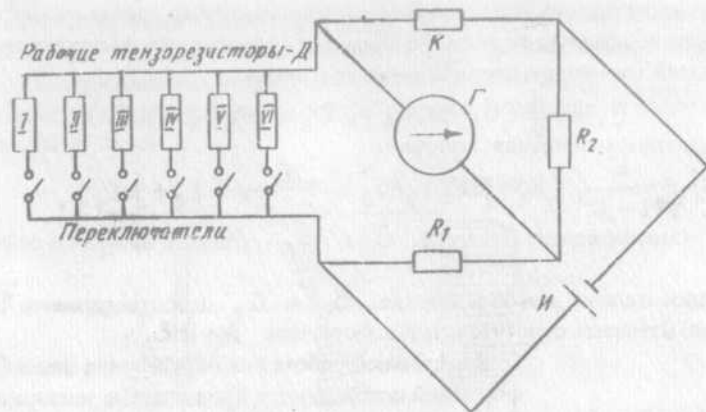 K
Рабочие тензорезисторы-Д
Г
I II III IV V VI
R2
Переключатели
R1
И